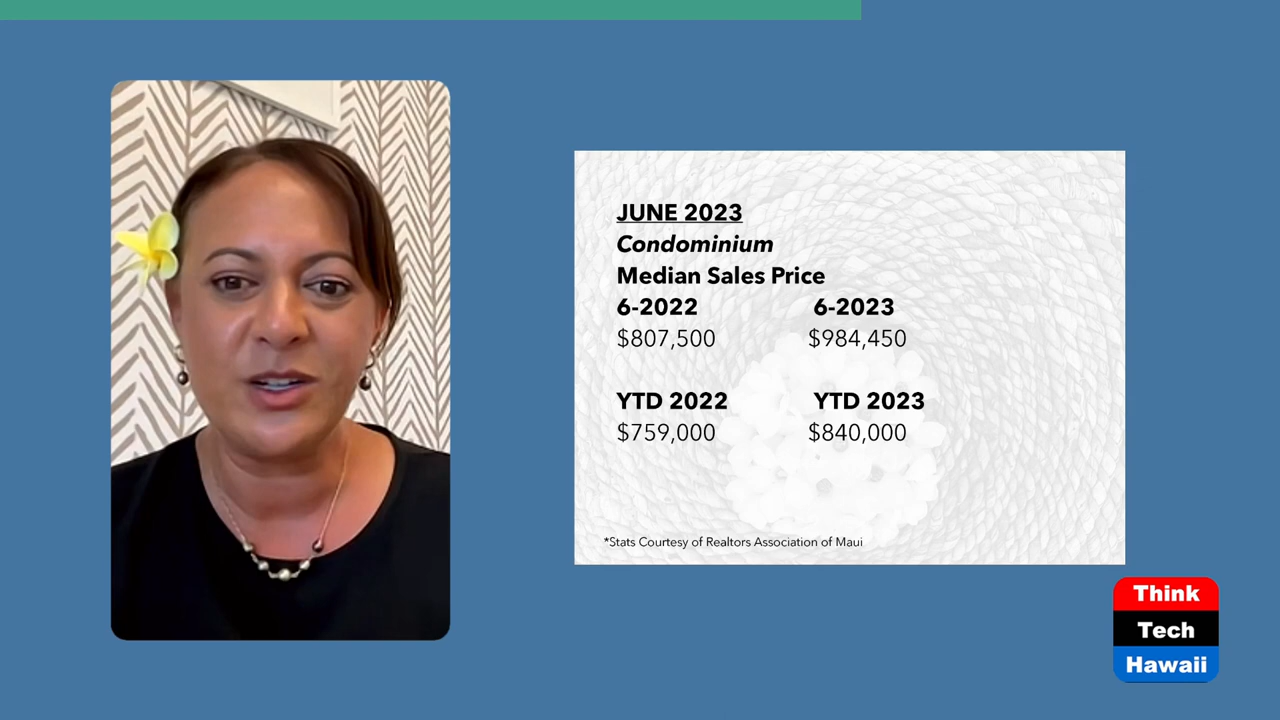 JUNE 2023
Condominium
Median Sales Price
6-2022 6-2023
$807,500 $984,450
YTD 2022 YTD 2023
$759,000 $840,000
*Stats Courtesy of Realtors Association of Maui
Think
Tech
Hawaii